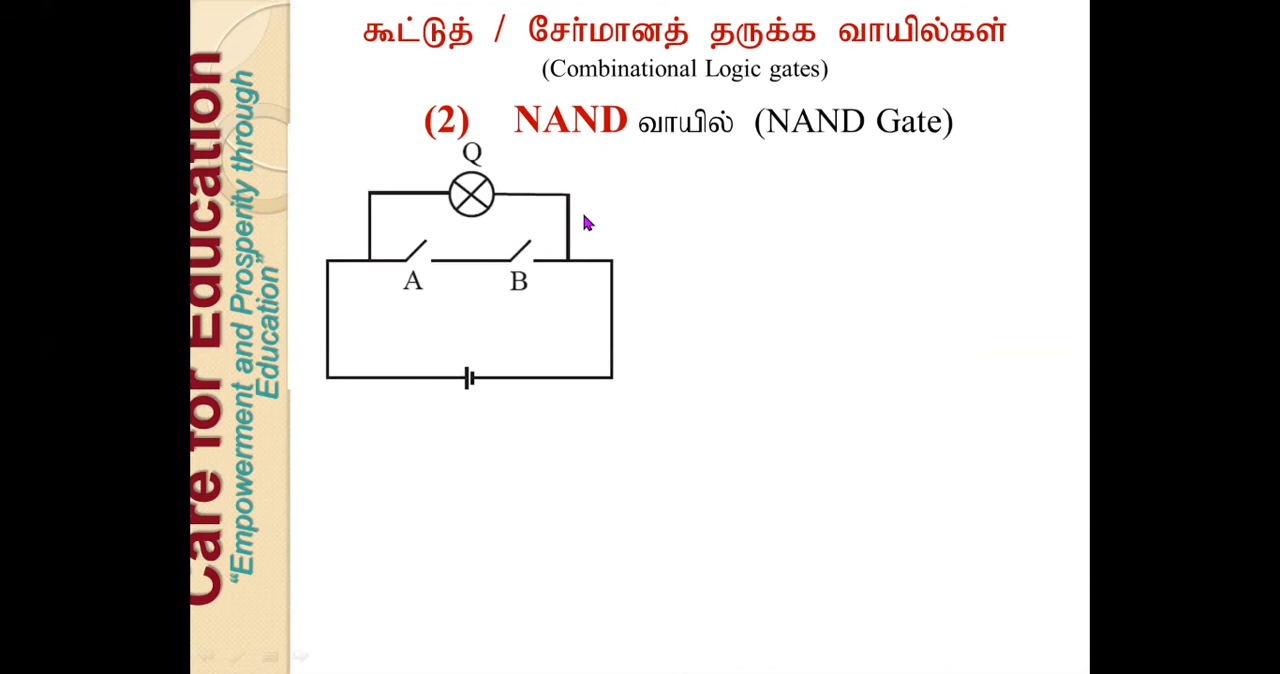 கூட்டுத் / சேர்மானத் தருக்க வாயில்கள்
(Combinational Logic gates)
(2) NAND வாயில் (NAND Gate)
Q
A B
Care for Education
“Empowerment and Prosperity through
Education”